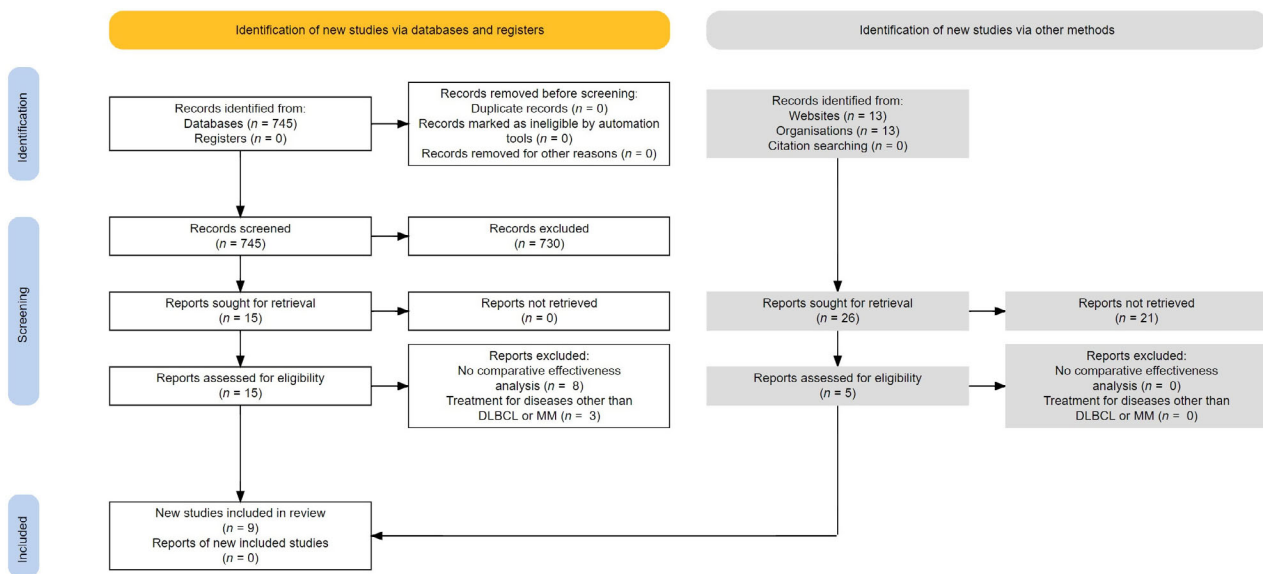 Identification of new studies via databases and registers
Identification of new studies via other methods
Identification
Records identified from:
Databases (n = 745)
Registers (n = 0)
Records removed before screening:
Duplicate records (n = 0)
Records marked as ineligible by automation
tools (n = 0)
Records removed for other reasons (n = 0)
Records identified from:
Websites (n = 13)
Organisations (n = 13)
Citation searching (n = 0)
Screening
Records screened
(n = 745)
Records excluded
(n = 730)
Reports sought for retrieval
(n = 15)
Reports not retrieved
(n = 0)
Reports sought for retrieval
(n = 26)
Reports not retrieved
(n = 21)
Reports assessed for eligibility
(n = 15)
Reports excluded:
No comparative effectiveness
analysis (n = 8)
Treatment for diseases other than
DLBCL or MM (n = 3)
Reports assessed for eligibility
(n = 5)
Reports excluded:
No comparative effectiveness
analysis (n = 0)
Treatment for diseases other than
DLBCL or MM (n = 0)
Included
New studies included in review
(n = 9)
Reports of new included studies
(n = 0)